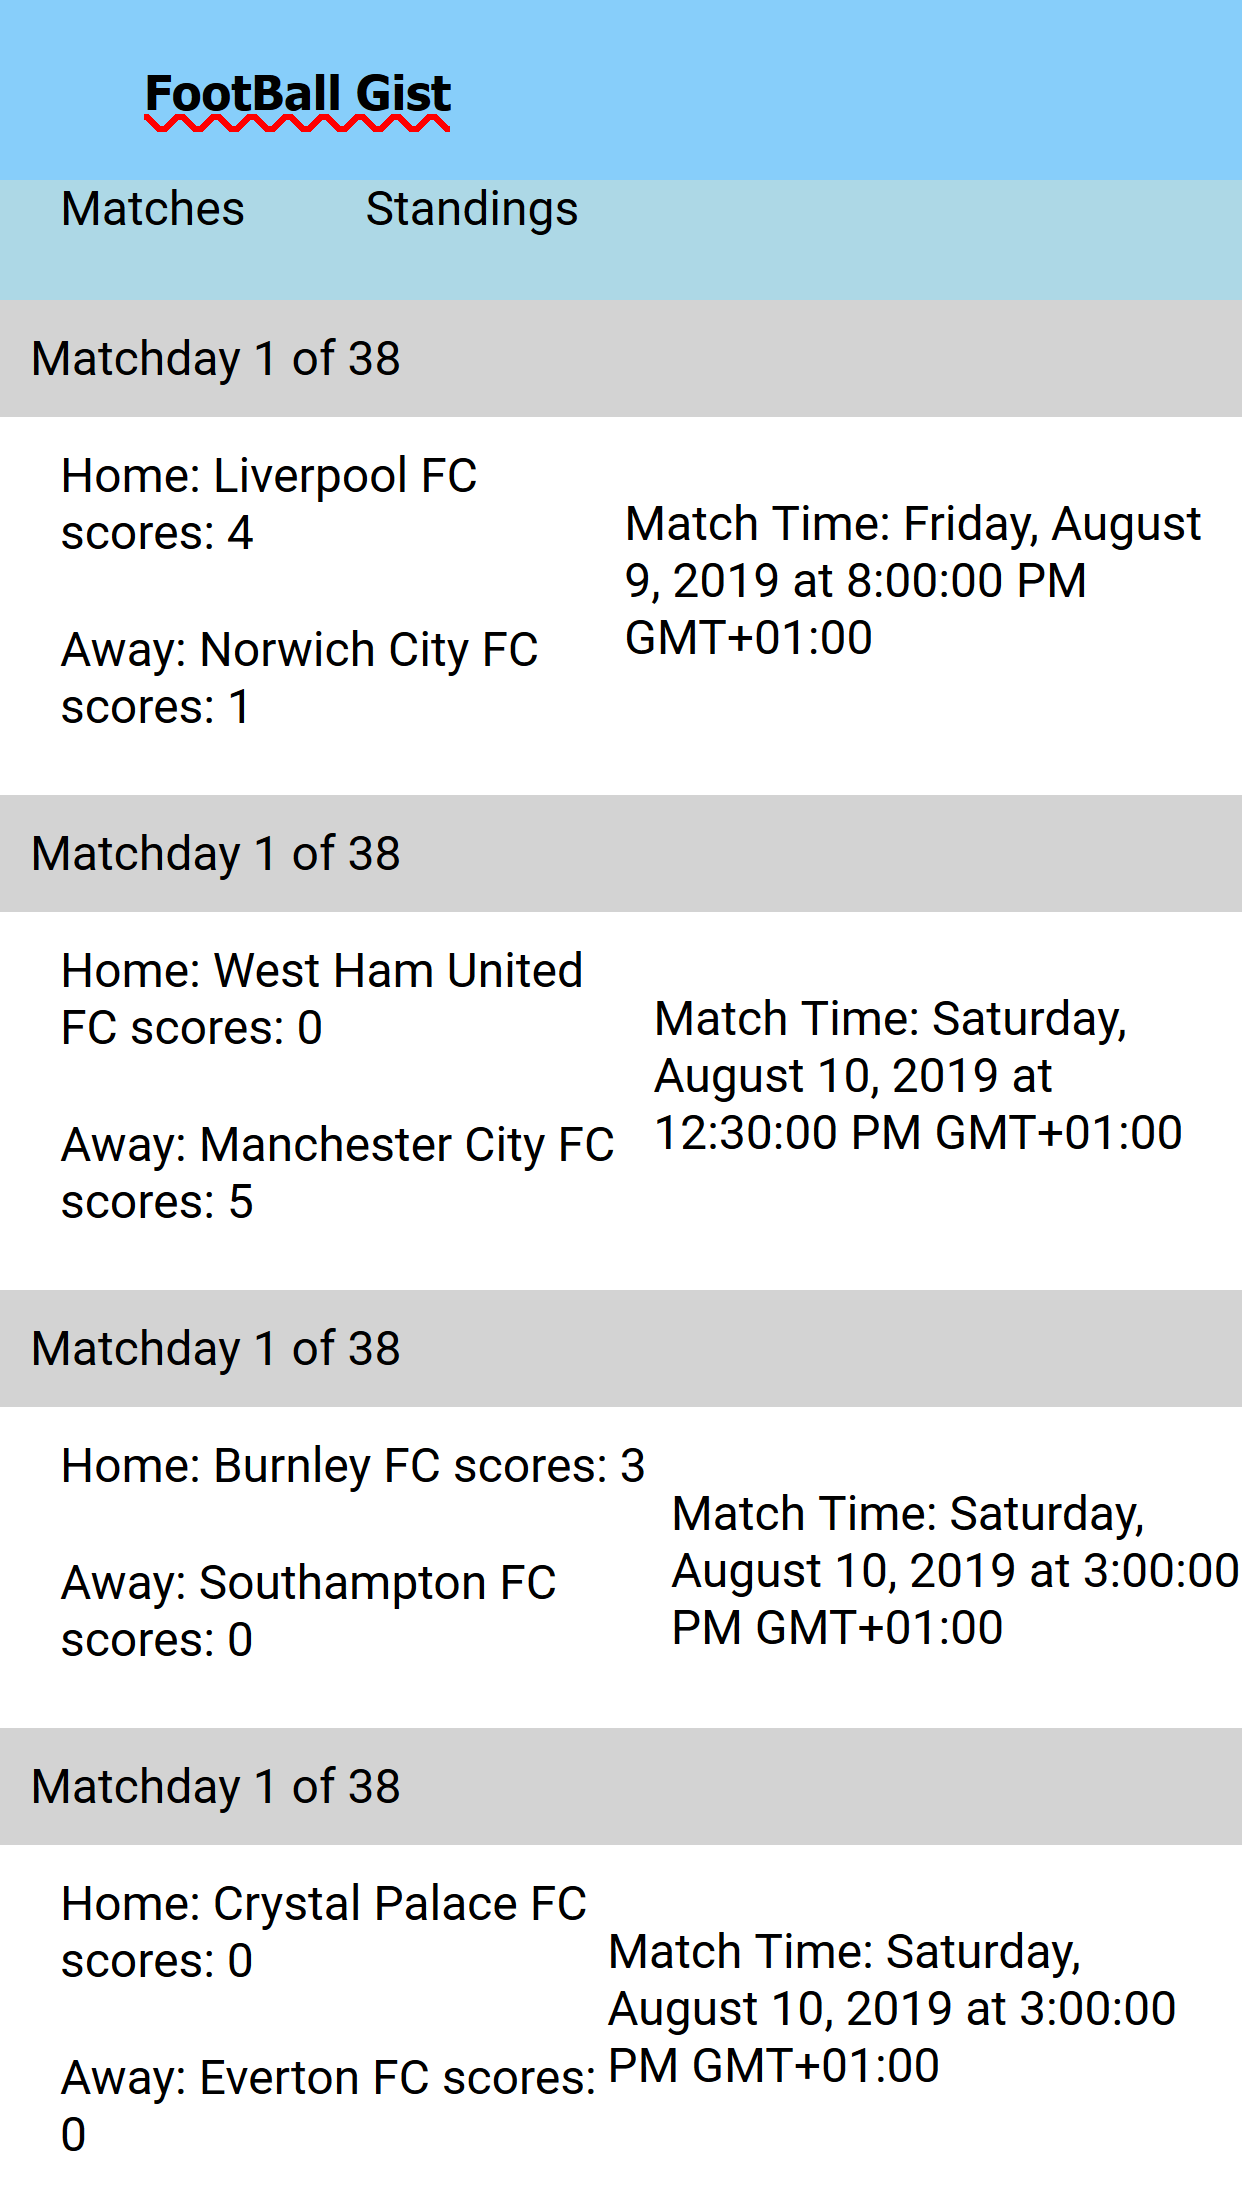 FootBall Gist
Matches Standings
Matchday 1 of 38
Home: Liverpool FC
scores: 4
Away: Norwich City FC
scores: 1
Match Time: Friday, August
9, 2019 at 8:00:00 PM
GMT+01:00
Matchday 1 of 38
Home: West Ham United
FC scores: 0
Away: Manchester City FC
scores: 5
Match Time: Saturday,
August 10, 2019 at
12:30:00 PM GMT+01:00
Matchday 1 of 38
Home: Burnley FC scores: 3
Away: Southampton FC
scores: 0
Match Time: Saturday,
August 10, 2019 at 3:00:00
PM GMT+01:00
Matchday 1 of 38
Home: Crystal Palace FC
scores: 0
Away: Everton FC scores:
0
Match Time: Saturday,
August 10, 2019 at 3:00:00
PM GMT+01:00